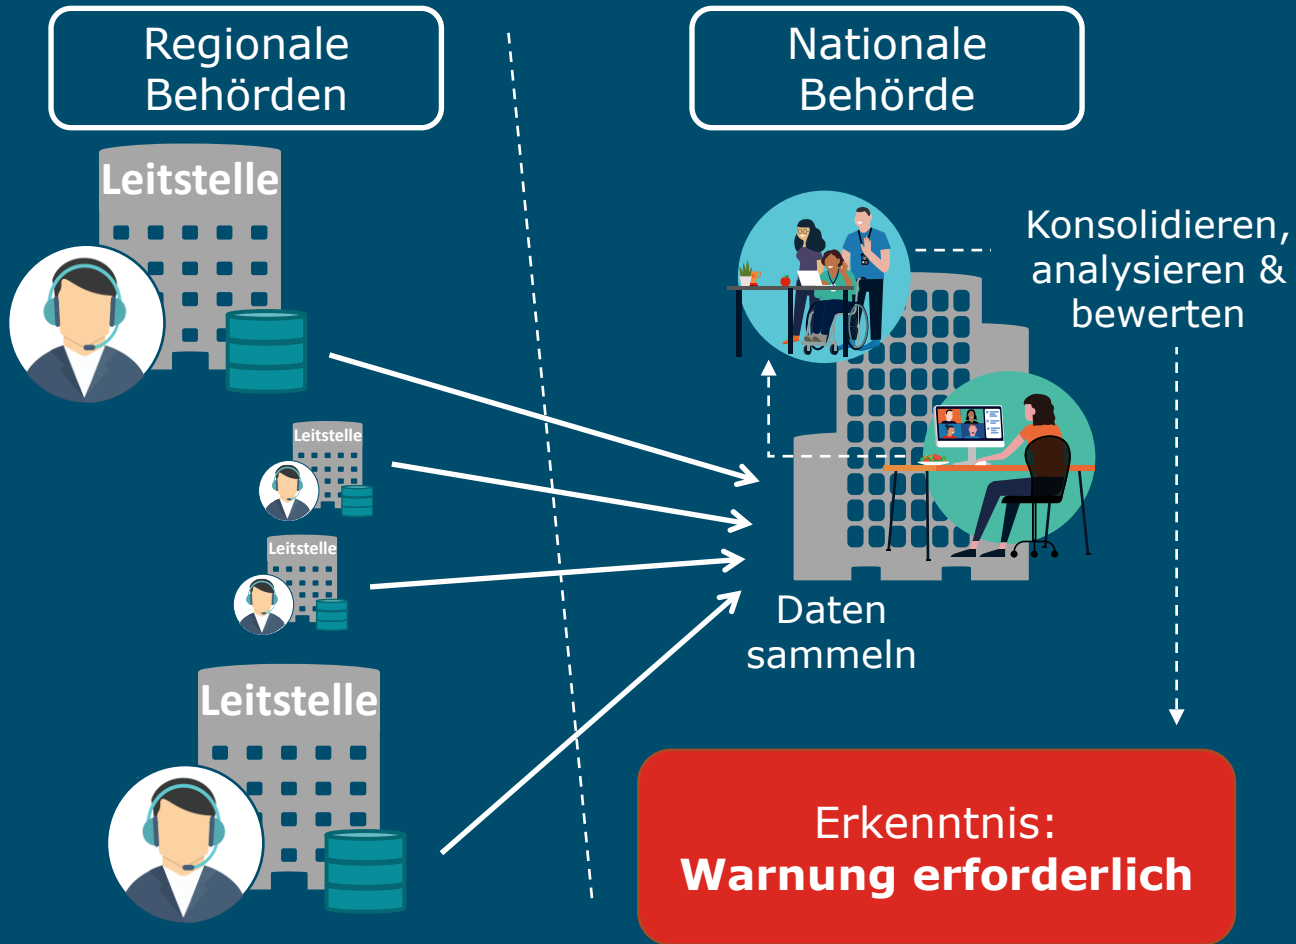 Regionale
Behörden
Nationale
Behörde
Leitstelle
Leitstelle
Leitstelle
Leitstelle
Konsolidieren,
analysieren &
bewerten
Daten
sammeln
Erkenntnis:
Warnung erforderlich